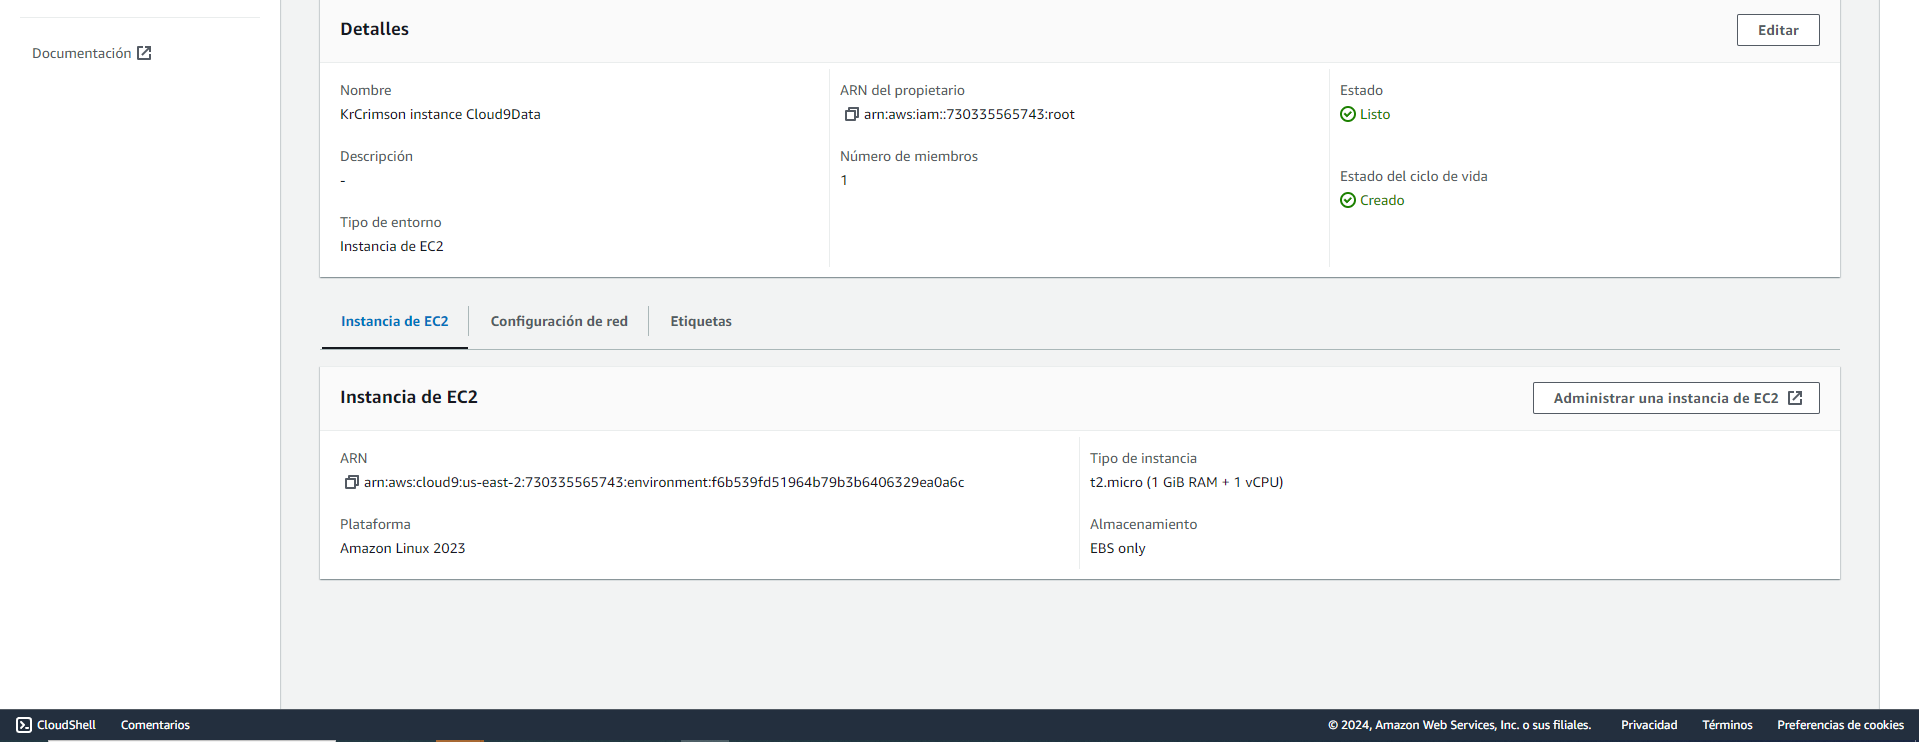 Documentación
Detalles
Editar
Nombre
KrCrimson instance Cloud9Data
Descripción
-
Tipo de entorno
Instancia de EC2
ARN del propietario
arn:aws:iam::730335565743:root
Número de miembros
1
Estado
Listo
Estado del ciclo de vida
Creado
Instancia de EC2
Configuración de red
Etiquetas
Instancia de EC2
Administrar una instancia de EC2
ARN
arn:aws:cloud9:us-east-2:730335565743:environment:f6b539fd51964b79b3b6406329ea0a6c
Plataforma
Amazon Linux 2023
Tipo de instancia
t2.micro (1 GiB RAM + 1 vCPU)
Almacenamiento
EBS only
CloudShell
Comentarios
© 2024, Amazon Web Services, Inc. o sus filiales.
Privacidad
Términos
Preferencias de cookies